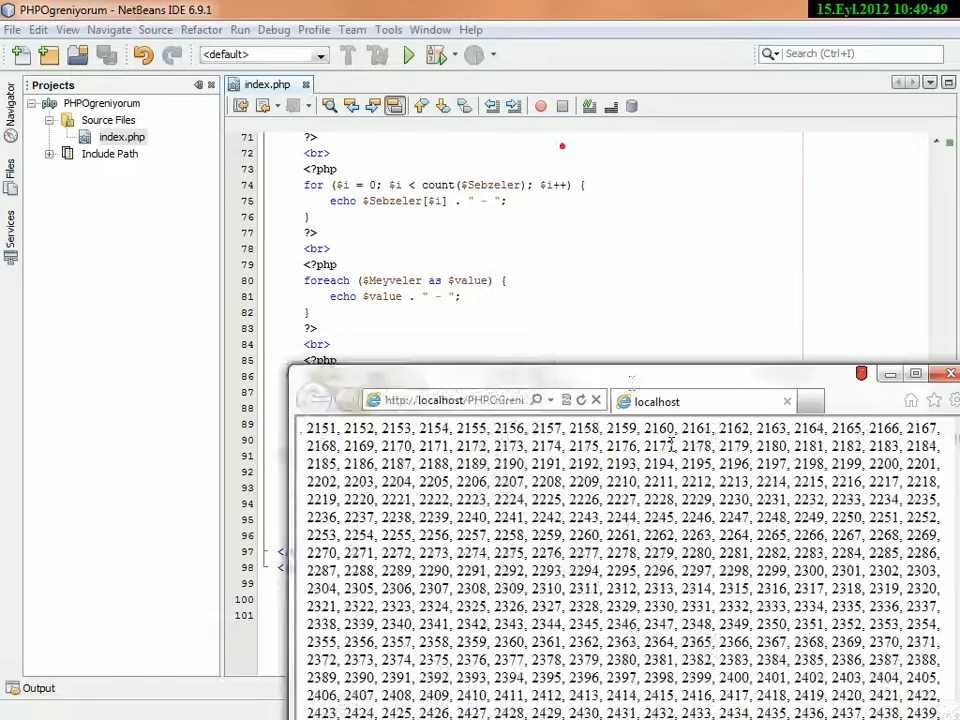 PHPOgreniyorum - NetBeans IDE 6.9.1
15.Eyl.2012 10:49:49
File Edit View Navigate Source Refactor Run Debug Profile Team Tools Window Help
<default>
Search (Ctrl+I)
Navigator
Files
Services
Projects
PHPOgreniyorum
Source Files
index.php
Include Path
index.php
71 ?>
72 <br>
73 <?php
74 for ($i = 0; $i < count($Sebzeler); $i++) {
75 echo $Sebzeler[$i] . " - ";
76 }
77 ?>
78 <br>
79 <?php
80 foreach ($Meyveler as $value) {
81 echo $value . " - ";
82 }
83 ?>
84 <br>
85 <?php
86
87
88
89
90
91
92
93
94
95
96
97 <
98 <
99
100
101
http://localhost/PHPOgreni
localhost
, 2151, 2152, 2153, 2154, 2155, 2156, 2157, 2158, 2159, 2160, 2161, 2162, 2163, 2164, 2165, 2166, 2167,
2168, 2169, 2170, 2171, 2172, 2173, 2174, 2175, 2176, 2177, 2178, 2179, 2180, 2181, 2182, 2183, 2184,
2185, 2186, 2187, 2188, 2189, 2190, 2191, 2192, 2193, 2194, 2195, 2196, 2197, 2198, 2199, 2200, 2201,
2202, 2203, 2204, 2205, 2206, 2207, 2208, 2209, 2210, 2211, 2212, 2213, 2214, 2215, 2216, 2217, 2218,
2219, 2220, 2221, 2222, 2223, 2224, 2225, 2226, 2227, 2228, 2229, 2230, 2231, 2232, 2233, 2234, 2235,
2236, 2237, 2238, 2239, 2240, 2241, 2242, 2243, 2244, 2245, 2246, 2247, 2248, 2249, 2250, 2251, 2252,
2253, 2254, 2255, 2256, 2257, 2258, 2259, 2260, 2261, 2262, 2263, 2264, 2265, 2266, 2267, 2268, 2269,
2270, 2271, 2272, 2273, 2274, 2275, 2276, 2277, 2278, 2279, 2280, 2281, 2282, 2283, 2284, 2285, 2286,
2287, 2288, 2289, 2290, 2291, 2292, 2293, 2294, 2295, 2296, 2297, 2298, 2299, 2300, 2301, 2302, 2303,
2304, 2305, 2306, 2307, 2308, 2309, 2310, 2311, 2312, 2313, 2314, 2315, 2316, 2317, 2318, 2319, 2320,
2321, 2322, 2323, 2324, 2325, 2326, 2327, 2328, 2329, 2330, 2331, 2332, 2333, 2334, 2335, 2336, 2337,
2338, 2339, 2340, 2341, 2342, 2343, 2344, 2345, 2346, 2347, 2348, 2349, 2350, 2351, 2352, 2353, 2354,
2355, 2356, 2357, 2358, 2359, 2360, 2361, 2362, 2363, 2364, 2365, 2366, 2367, 2368, 2369, 2370, 2371,
2372, 2373, 2374, 2375, 2376, 2377, 2378, 2379, 2380, 2381, 2382, 2383, 2384, 2385, 2386, 2387, 2388,
2389, 2390, 2391, 2392, 2393, 2394, 2395, 2396, 2397, 2398, 2399, 2400, 2401, 2402, 2403, 2404, 2405,
2406, 2407, 2408, 2409, 2410, 2411, 2412, 2413, 2414, 2415, 2416, 2417, 2418, 2419, 2420, 2421, 2422,
2423, 2424, 2425, 2426, 2427, 2428, 2429, 2430, 2431, 2432, 2433, 2434, 2435, 2436, 2437, 2438, 2439,
Output